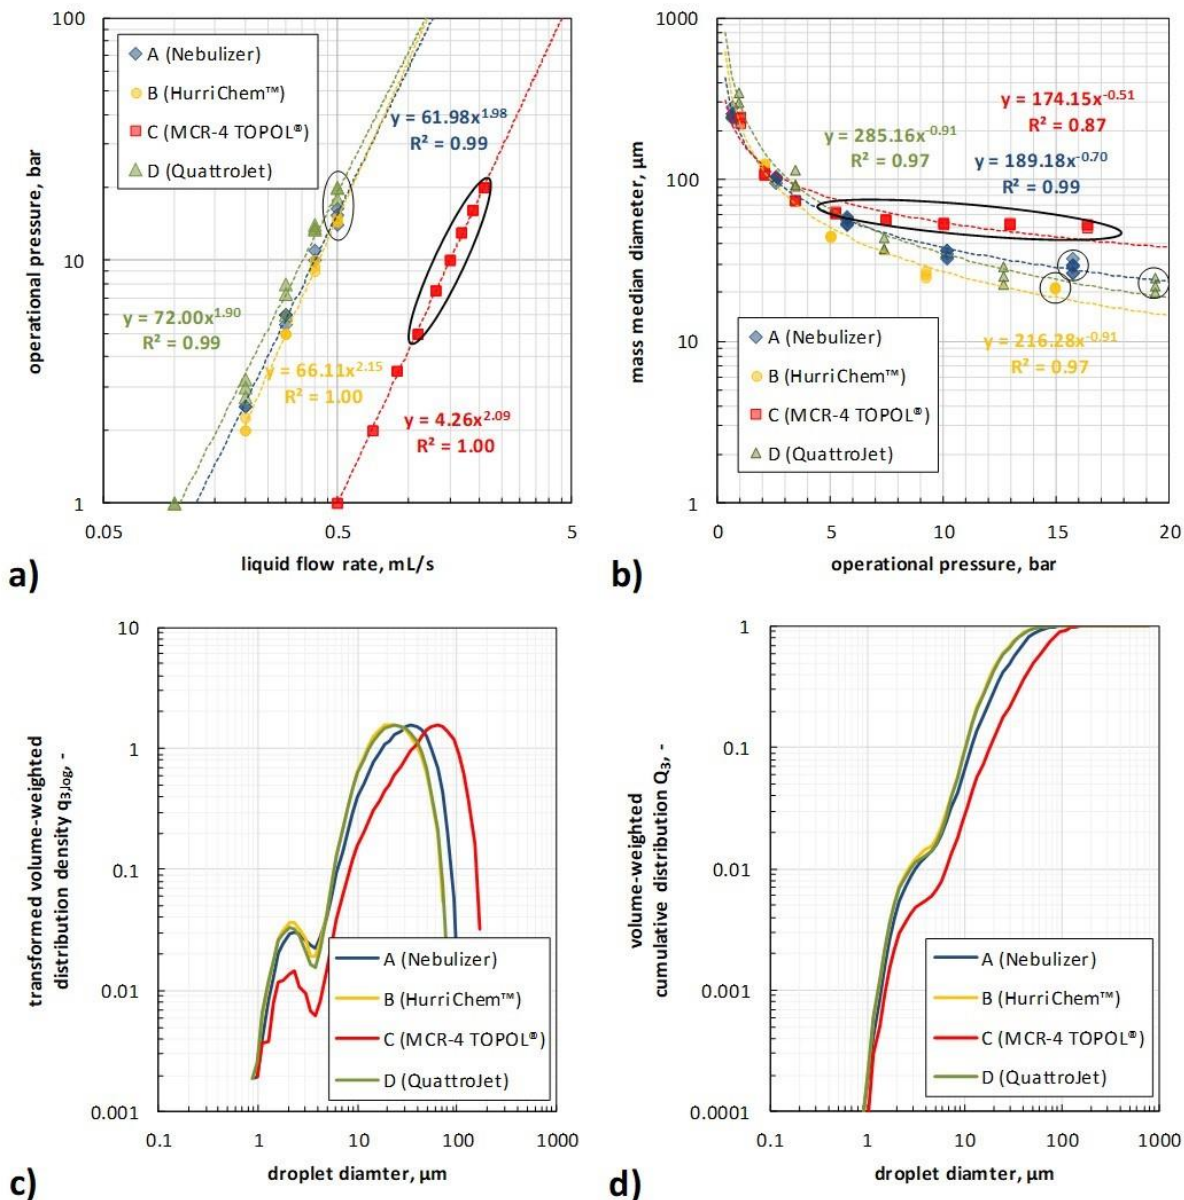 100
10
1
operational pressure, bar
A (Nebulizer)
B (HurriChem™)
C (MCR-4 TOPOL®)
D (QuattroJet)
y = 61.98x^1.98
R² = 0.99
y = 72.00x^1.90
R² = 0.99
y = 66.11x^2.15
R² = 1.00
y = 4.26x^2.09
R² = 1.00
0.05
0.5
5
liquid flow rate, mL/s
a)
1000
100
10
1
mass median diameter, µm
y = 174.15x^-0.51
R² = 0.87
y = 285.16x^-0.91
R² = 0.97
y = 189.18x^-0.70
R² = 0.99
y = 216.28x^-0.91
R² = 0.97
A (Nebulizer)
B (HurriChem™)
C (MCR-4 TOPOL®)
D (QuattroJet)
0
5
10
15
20
operational pressure, bar
b)
10
1
0.1
0.01
0.001
transformed volume-weighted
distribution density q3,log, -
A (Nebulizer)
B (HurriChem™)
C (MCR-4 TOPOL®)
D (QuattroJet)
0.1
1
10
100
1000
droplet diamter, µm
c)
1
0.1
0.01
0.001
0.0001
volume-weighted
cumulative distribution Q3, -
A (Nebulizer)
B (HurriChem™)
C (MCR-4 TOPOL®)
D (QuattroJet)
0.1
1
10
100
1000
droplet diamter, µm
d)